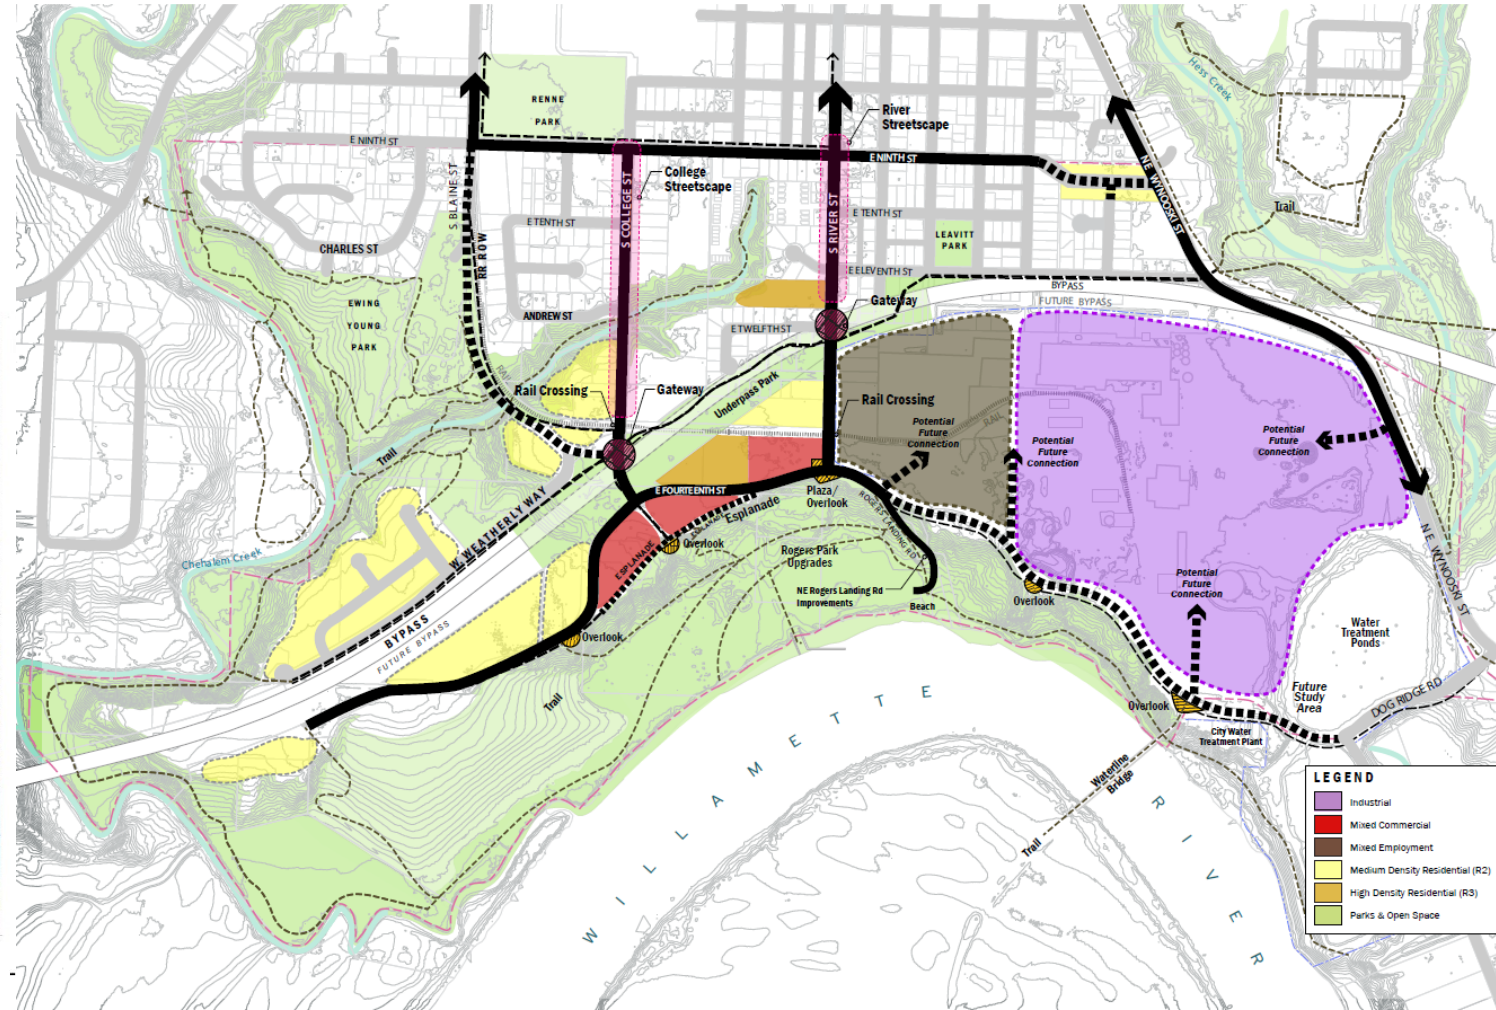 Hess Creek
RENNE
PARK
River
Streetscape
E NINTH ST
E NINTH ST
NE WYNOOSKI ST
College
Streetscape
S BLAINE ST
S COLLEGE ST
S RIVER ST
Trail
E TENTH ST
E TENTH ST
LEAVITT
PARK
CHARLES ST
RR ROW
E ELEVENTH ST
BYPASS
FUTURE BYPASS
EWING
YOUNG
PARK
Gateway
ANDREW ST
E TWELFTH ST
RAIL
Rail Crossing
Gateway
Underpass Park
Rail Crossing
RAIL
Potential
Future
Connection
Potential
Future
Connection
Potential
Future
Connection
Trail
W WEATHERLY WAY
E FOURTEENTH ST
Plaza/
Overlook
ESPLANADE
Esplanade
ROGERS LANDING RD
Chehalem Creek
ESPLANADE
Overlook
Rogers Park
Upgrades
NE WYNOOSKI ST
Potential
Future
Connection
NE Rogers Landing Rd
Improvements
Beach
Overlook
BYPASS
FUTURE BYPASS
Overlook
Water
Treatment
Ponds
Trail
Future
Study
Area
DOG RIDGE RD
Overlook
City Water
Treatment Plant
WILLAMETTE
RIVER
Waterline
Bridge
Trail
LEGEND
Industrial
Mixed Commercial
Mixed Employment
Medium Density Residential (R2)
High Density Residential (R3)
Parks & Open Space